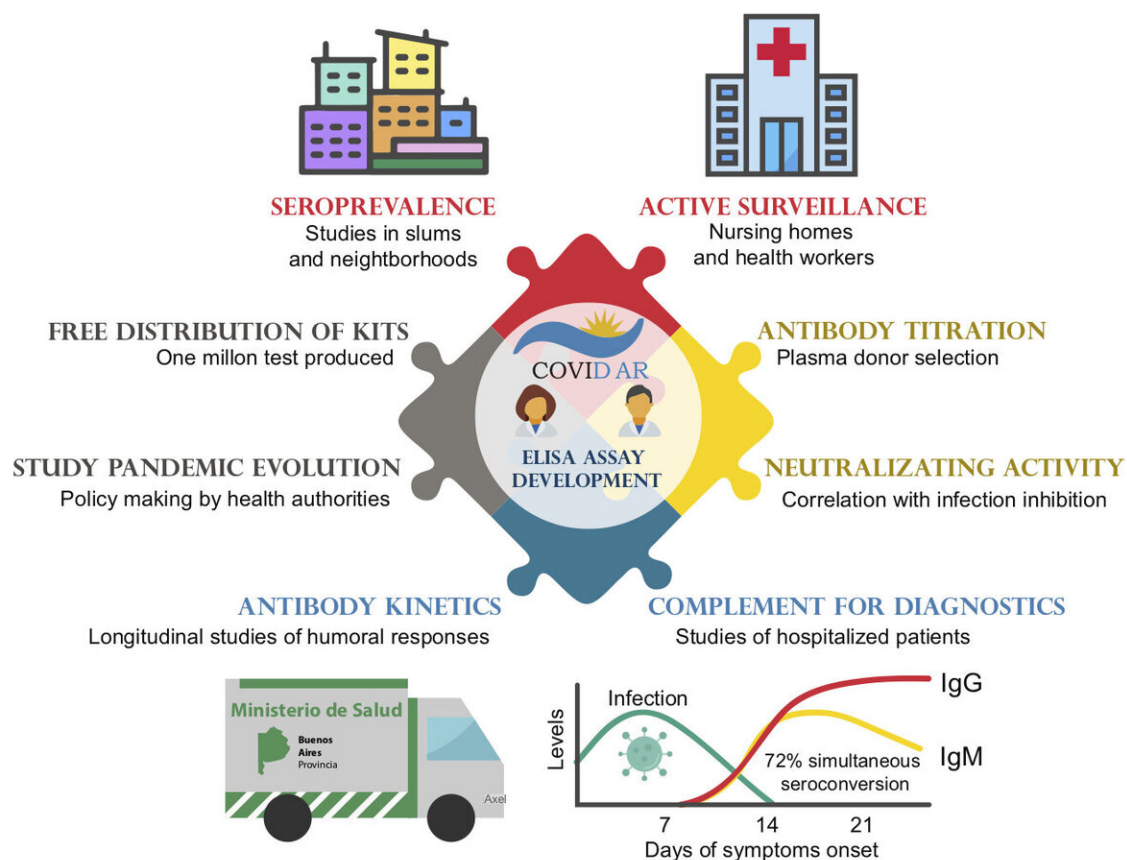 SEROPREVALENCE
Studies in slums
and neighborhoods
ACTIVE SURVEILLANCE
Nursing homes
and health workers
FREE DISTRIBUTION OF KITS
One millon test produced
ANTIBODY TITRATION
Plasma donor selection
COVID AR
ELISA ASSAY
DEVELOPMENT
STUDY PANDEMIC EVOLUTION
Policy making by health authorities
NEUTRALIZATING ACTIVITY
Correlation with infection inhibition
ANTIBODY KINETICS
Longitudinal studies of humoral responses
COMPLEMENT FOR DIAGNOSTICS
Studies of hospitalized patients
Ministerio de Salud
Buenos
Aires
Provincia
Axel
Levels
Infection
IgG
IgM
72% simultaneous
seroconversion
7 14 21
Days of symptoms onset